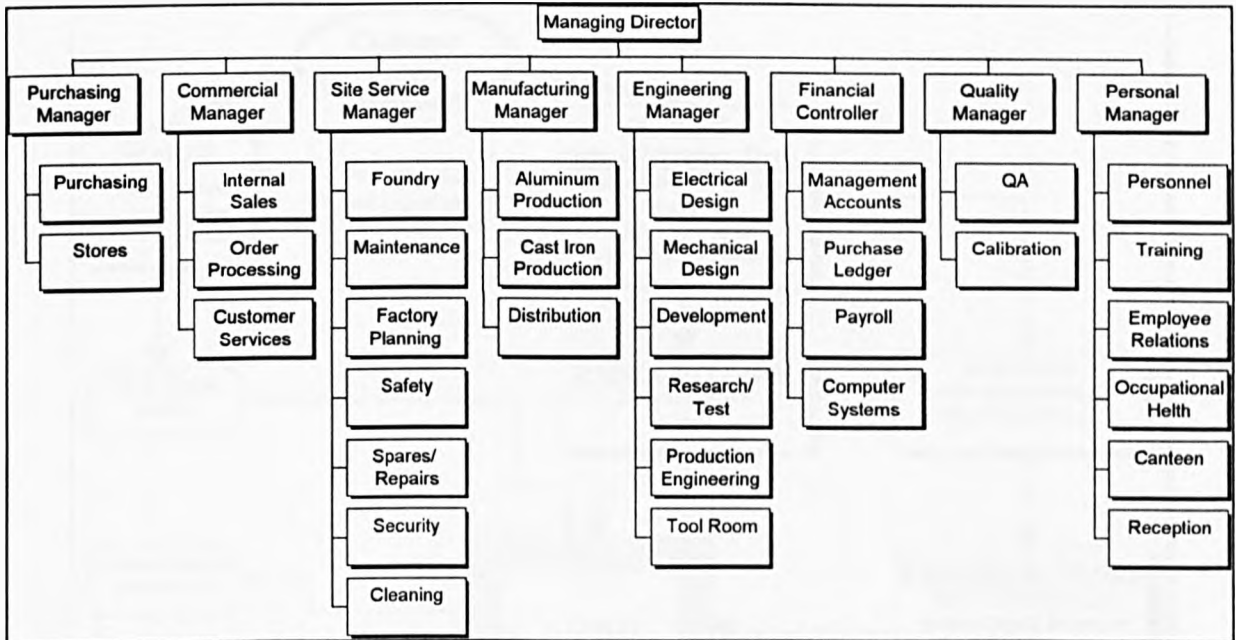 Managing Director
Purchasing
Manager
Commercial
Manager
Site Service
Manager
Manufacturing
Manager
Engineering
Manager
Financial
Controller
Quality
Manager
Personal
Manager
Purchasing
Stores
Internal
Sales
Order
Processing
Customer
Services
Foundry
Maintenance
Factory
Planning
Safety
Spares/
Repairs
Security
Cleaning
Aluminum
Production
Cast Iron
Production
Distribution
Electrical
Design
Mechanical
Design
Development
Research/
Test
Production
Engineering
Tool Room
Management
Accounts
Purchase
Ledger
Payroll
Computer
Systems
QA
Calibration
Personnel
Training
Employee
Relations
Occupational
Helth
Canteen
Reception